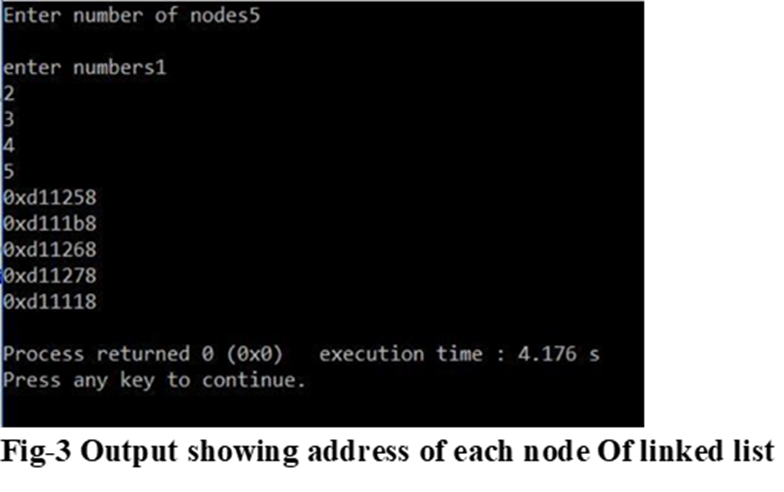 Enter number of nodes5
enter numbers1
2
3
4
5
0xd11258
0xd111b8
0xd11268
0xd11278
0xd11118
Process returned 0 (0x0) execution time : 4.176 s
Press any key to continue.
Fig-3 Output showing address of each node Of linked list